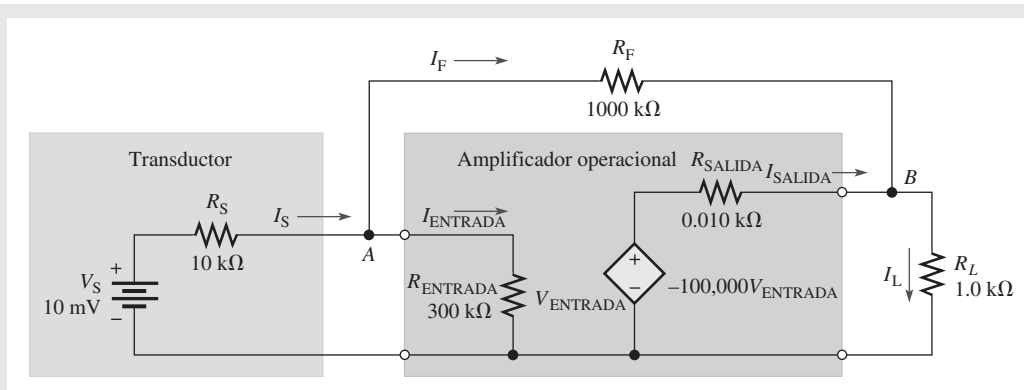 I_F
R_F
1000 kΩ
Transductor
Amplificador operacional
R_SALIDA
I_SALIDA
B
R_S
I_S
I_ENTRADA
0.010 kΩ
10 kΩ
A
V_S
+
10 mV
–
R_ENTRADA
300 kΩ
V_ENTRADA
+
–
–100,000V_ENTRADA
I_L
R_L
1.0 kΩ